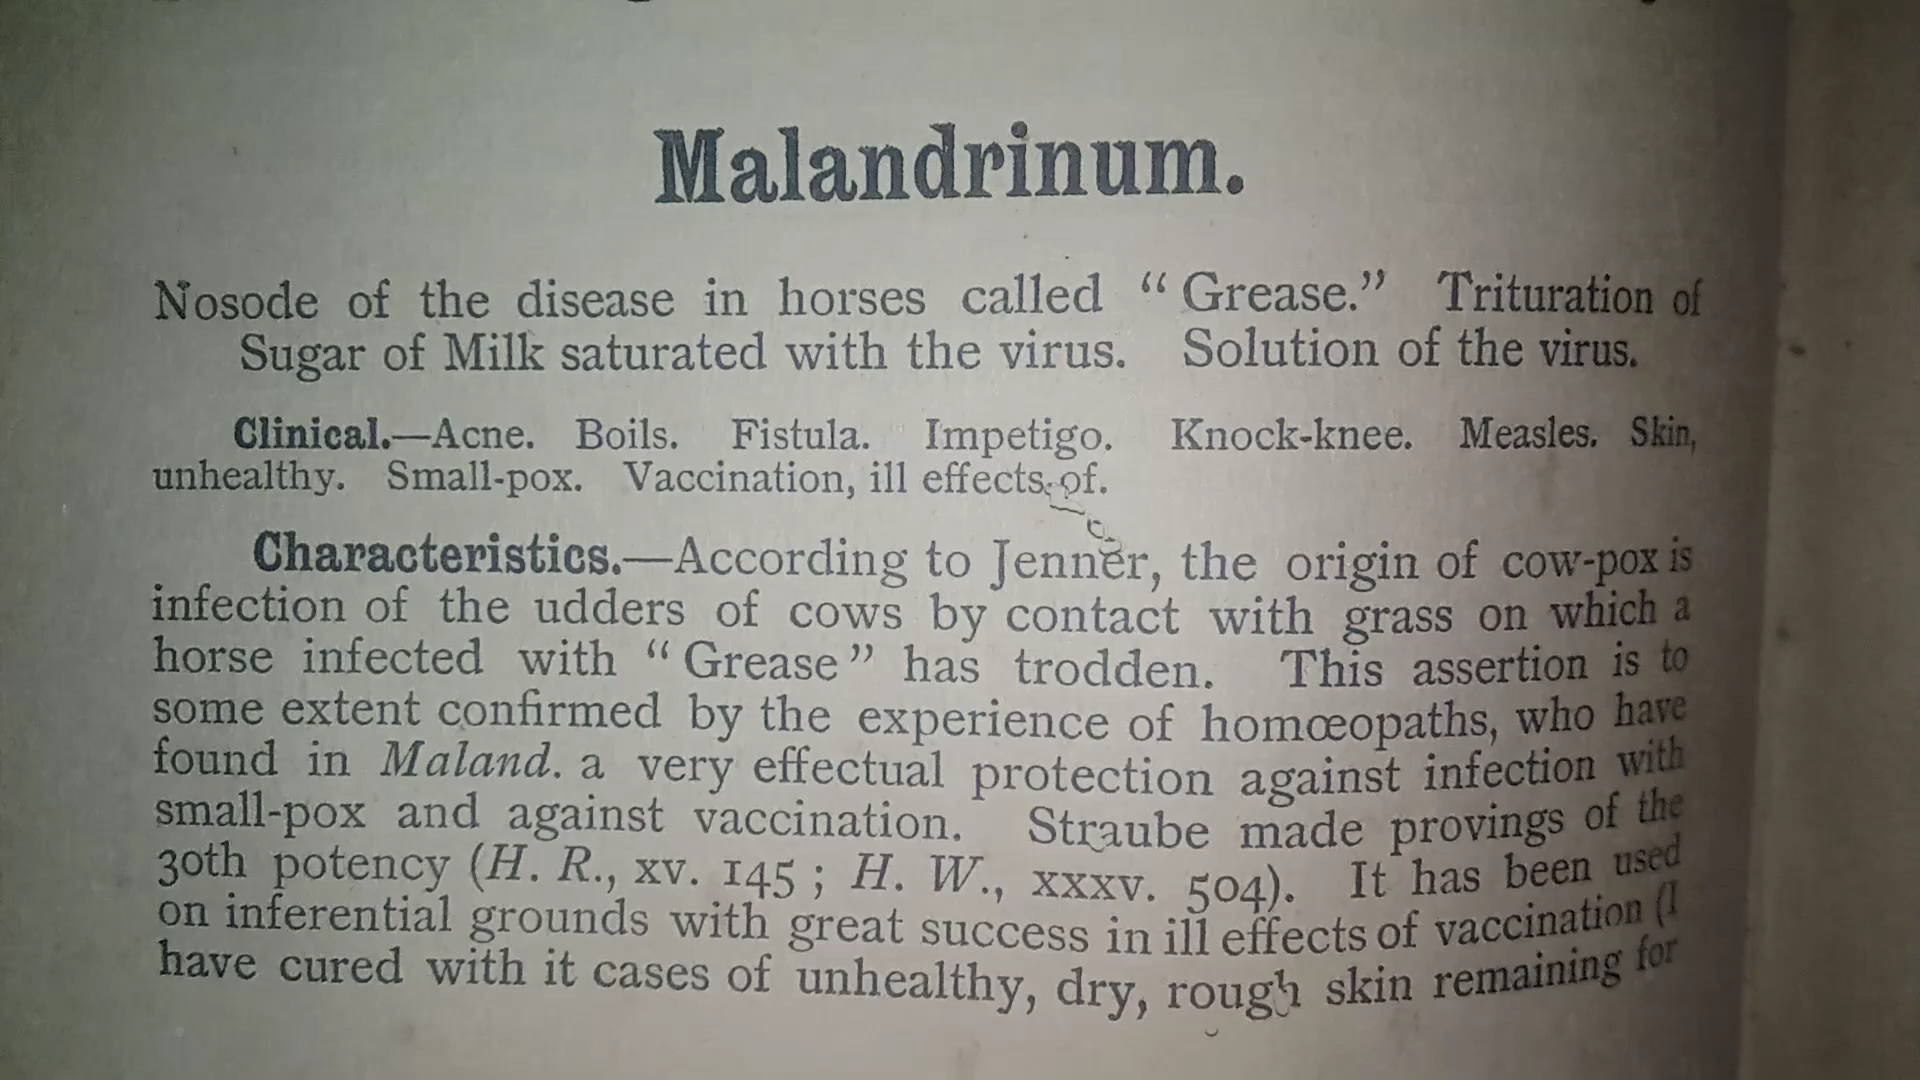 Malandrinum.
Nosode of the disease in horses called “Grease.” Trituration of
Sugar of Milk saturated with the virus. Solution of the virus.
Clinical.—Acne. Boils. Fistula. Impetigo. Knock-knee. Measles. Skin,
unhealthy. Small-pox. Vaccination, ill effects of.
Characteristics.—According to Jenner, the origin of cow-pox is
infection of the udders of cows by contact with grass on which a
horse infected with “Grease” has trodden. This assertion is to
some extent confirmed by the experience of homœopaths, who have
found in Maland. a very effectual protection against infection with
small-pox and against vaccination. Straube made provings of the
30th potency (H. R., xv. 145 ; H. W., xxxv. 504). It has been used
on inferential grounds with great success in ill effects of vaccination (I
have cured with it cases of unhealthy, dry, rough skin remaining for